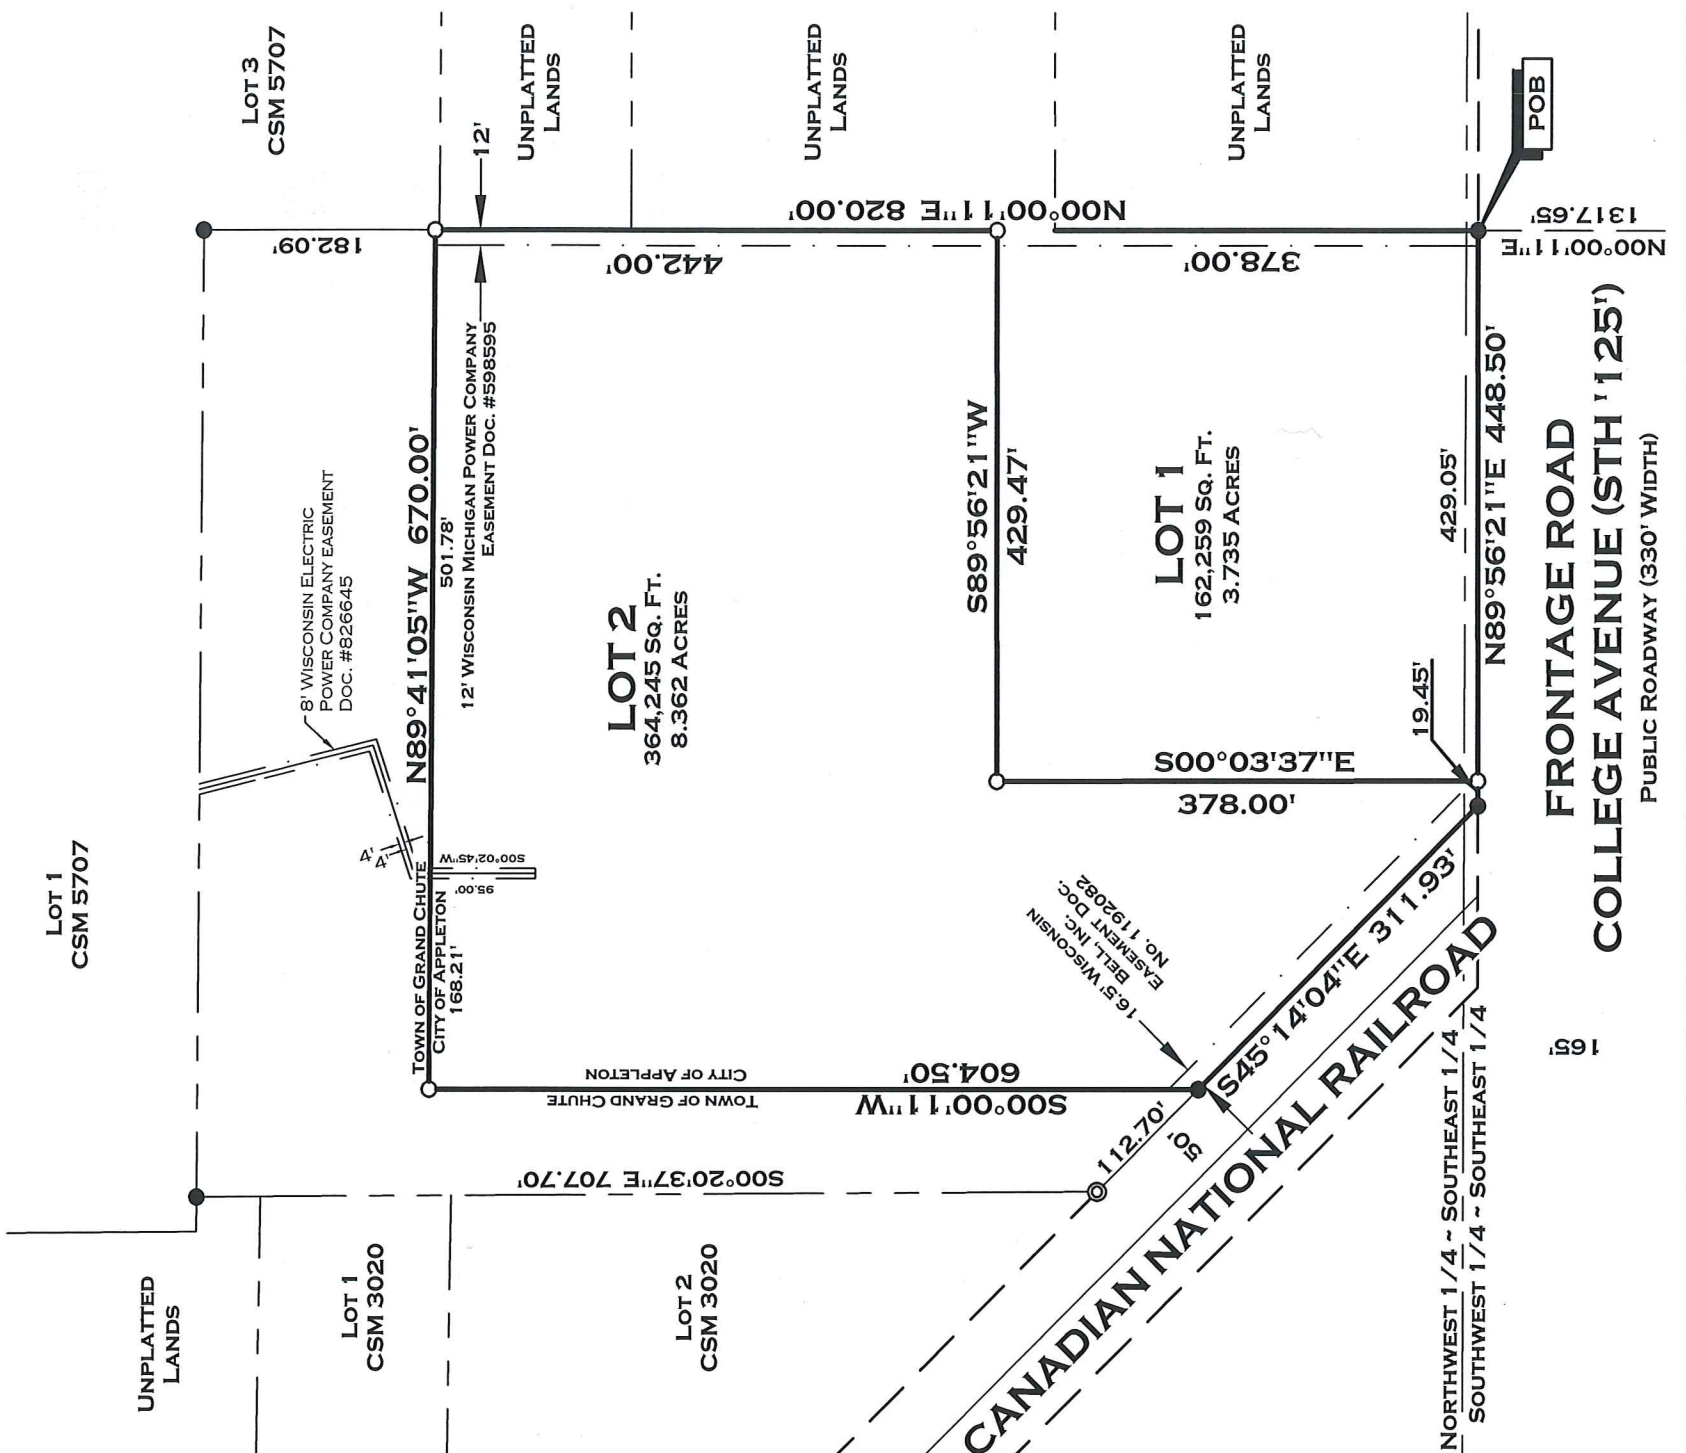 LOT 3
CSM 5707
UNPLATTED
LANDS
UNPLATTED
LANDS
UNPLATTED
LANDS
POB
12'
182.09'
N00°00'11"E 820.00'
442.00'
378.00'
1317.65'
N00°00'11"E
8' WISCONSIN ELECTRIC
POWER COMPANY EASEMENT
DOC. #826645
N89°41'05"W 670.00'
501.78'
12' WISCONSIN MICHIGAN POWER COMPANY
EASEMENT DOC. #598595
LOT 2
364,245 SQ. FT.
8.362 ACRES
S89°56'21"W
429.47'
LOT 1
162,259 SQ. FT.
3.735 ACRES
429.05'
N89°56'21"E 448.50'
19.45'
S00°03'37"E
378.00'
FRONTAGE ROAD
COLLEGE AVENUE (STH '125')
PUBLIC ROADWAY (330' WIDTH)
LOT 1
CSM 5707
4'
4'
TOWN OF GRAND CHUTE
CITY OF APPLETON
168.21'
S00°02'45"W
95.00'
16.5' WISCONSIN
BELL, INC.
EASEMENT DOC.
NO. 1192082
604.50'
CITY OF APPLETON
S00°00'11"W
TOWN OF GRAND CHUTE
S45°14'04"E 311.93'
CANADIAN NATIONAL RAILROAD
112.70'
50'
S00°20'37"E 707.70'
165'
NORTHWEST 1/4 ~ SOUTHEAST 1/4
SOUTHWEST 1/4 ~ SOUTHEAST 1/4
UNPLATTED
LANDS
LOT 1
CSM 3020
LOT 2
CSM 3020